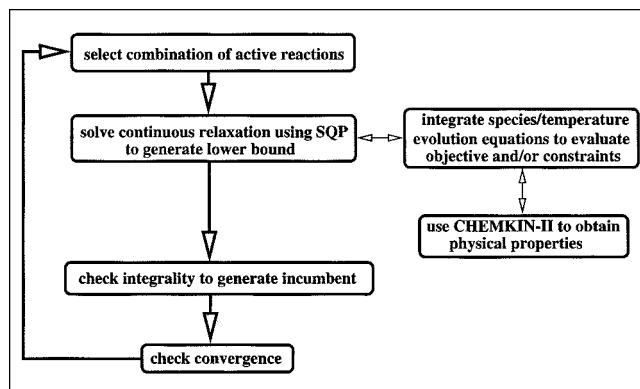 select combination of active reactions
solve continuous relaxation using SQP
to generate lower bound
integrate species/temperature
evolution equations to evaluate
objective and/or constraints
use CHEMKIN-II to obtain
physical properties
check integrality to generate incumbent
check convergence